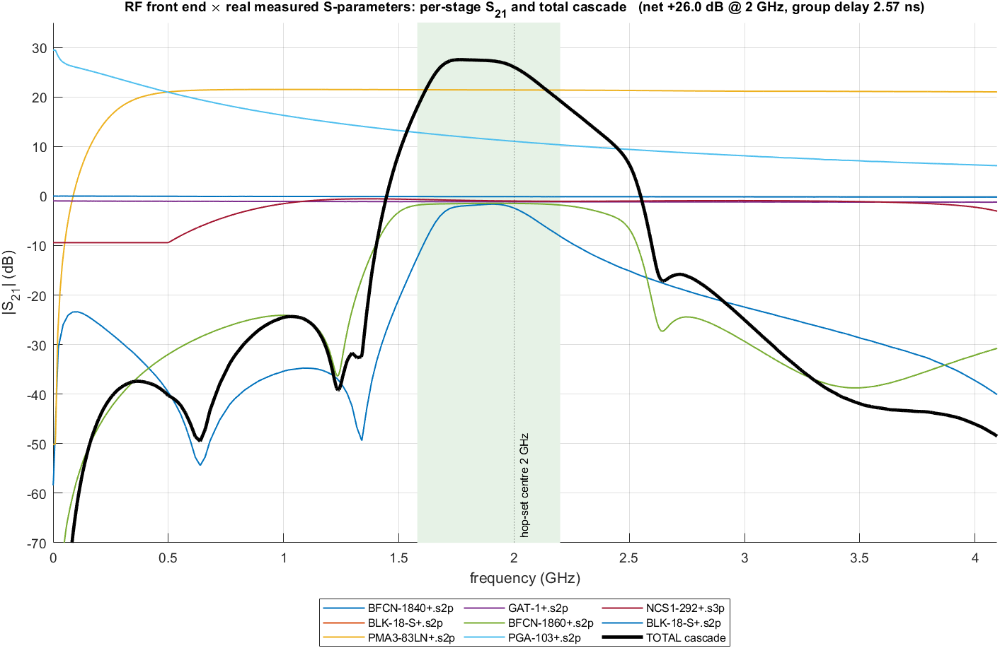 RF front end × real measured S-parameters: per-stage S21 and total cascade (net +26.0 dB @ 2 GHz, group delay 2.57 ns)
|S21| (dB)
30
20
10
0
-10
-20
-30
-40
-50
-60
-70
hop-set centre 2 GHz
0 0.5 1 1.5 2 2.5 3 3.5 4
frequency (GHz)
BFCN-1840+.s2p GAT-1+.s2p NCS1-292+.s3p
BLK-18-S+.s2p BFCN-1860+.s2p BLK-18-S+.s2p
PMA3-83LN+.s2p PGA-103+.s2p TOTAL cascade